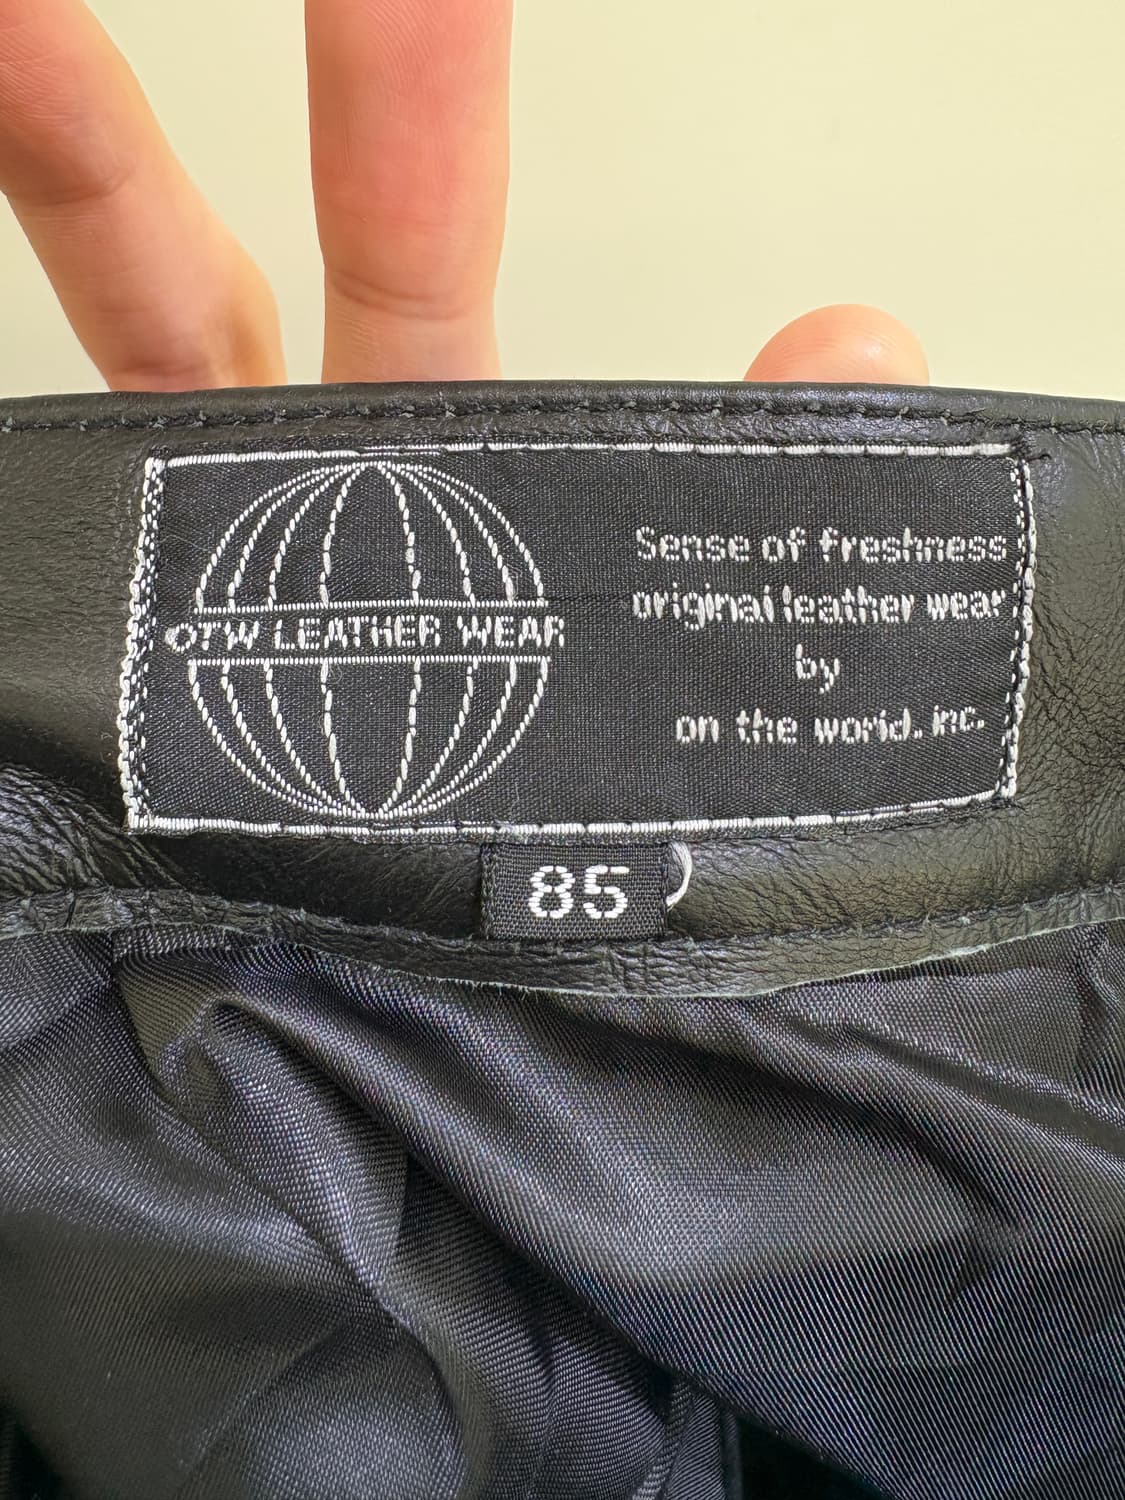 OTW LEATHER WEAR
Sense of freshness
original leather wear
by
on the world. inc.
85